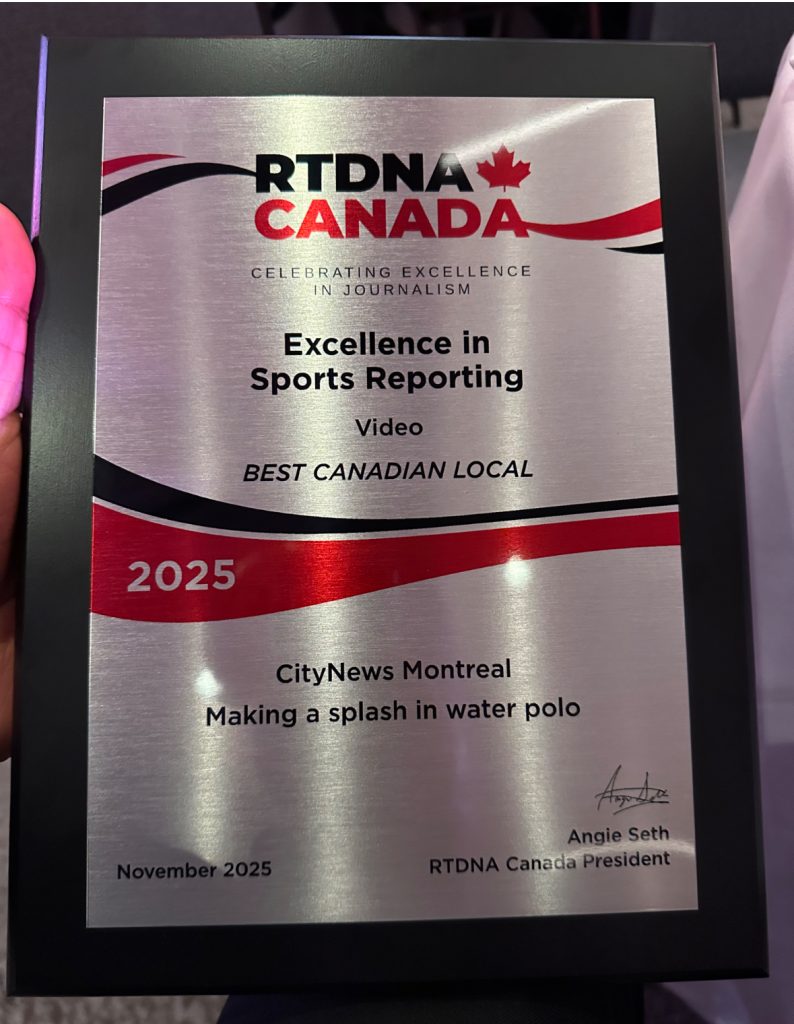 RTDNA
CANADA
CELEBRATING EXCELLENCE
IN JOURNALISM
Excellence in
Sports Reporting
Video
BEST CANADIAN LOCAL
2025
CityNews Montreal
Making a splash in water polo
Angie Seth
November 2025
RTDNA Canada President